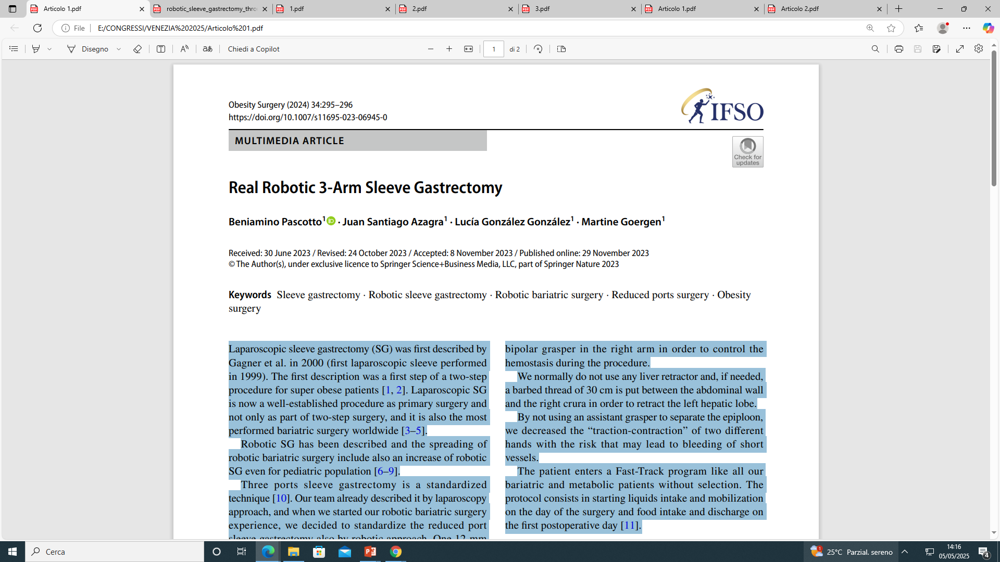 Articolo 1.pdf
robotic_sleeve_gastrectomy_thro
1.pdf
2.pdf
3.pdf
Articolo 1.pdf
Articolo 2.pdf
File
E:/CONGRESSI/VENEZIA%202025/Articolo%201.pdf
Disegno
Chiedi a Copilot
1
di 2
Obesity Surgery (2024) 34:295–296
https://doi.org/10.1007/s11695-023-06945-0
IFSO
MULTIMEDIA ARTICLE
Check for
updates
Real Robotic 3-Arm Sleeve Gastrectomy
Beniamino Pascotto1 iD · Juan Santiago Azagra1 · Lucía González González1 · Martine Goergen1
Received: 30 June 2023 / Revised: 24 October 2023 / Accepted: 8 November 2023 / Published online: 29 November 2023
© The Author(s), under exclusive licence to Springer Science+Business Media, LLC, part of Springer Nature 2023
Keywords Sleeve gastrectomy · Robotic sleeve gastrectomy · Robotic bariatric surgery · Reduced ports surgery · Obesity
surgery
Laparoscopic sleeve gastrectomy (SG) was first described by
Gagner et al. in 2000 (first laparoscopic sleeve performed
in 1999). The first description was a first step of a two-step
procedure for super obese patients [1, 2]. Laparoscopic SG
is now a well-established procedure as primary surgery and
not only as part of two-step surgery, and it is also the most
performed bariatric surgery worldwide [3–5].
Robotic SG has been described and the spreading of
robotic bariatric surgery include also an increase of robotic
SG even for pediatric population [6–9].
Three ports sleeve gastrectomy is a standardized
technique [10]. Our team already described it by laparoscopy
approach, and when we started our robotic bariatric surgery
experience, we decided to standardize the reduced port
sleeve gastrectomy also by robotic approach. One 12 mm
bipolar grasper in the right arm in order to control the
hemostasis during the procedure.
We normally do not use any liver retractor and, if needed,
a barbed thread of 30 cm is put between the abdominal wall
and the right crura in order to retract the left hepatic lobe.
By not using an assistant grasper to separate the epiploon,
we decreased the “traction-contraction” of two different
hands with the risk that may lead to bleeding of short
vessels.
The patient enters a Fast-Track program like all our
bariatric and metabolic patients without selection. The
protocol consists in starting liquids intake and mobilization
on the day of the surgery and food intake and discharge on
the first postoperative day [11].
Cerca
1
25°C Parzial. sereno
14:16
05/05/2025
4